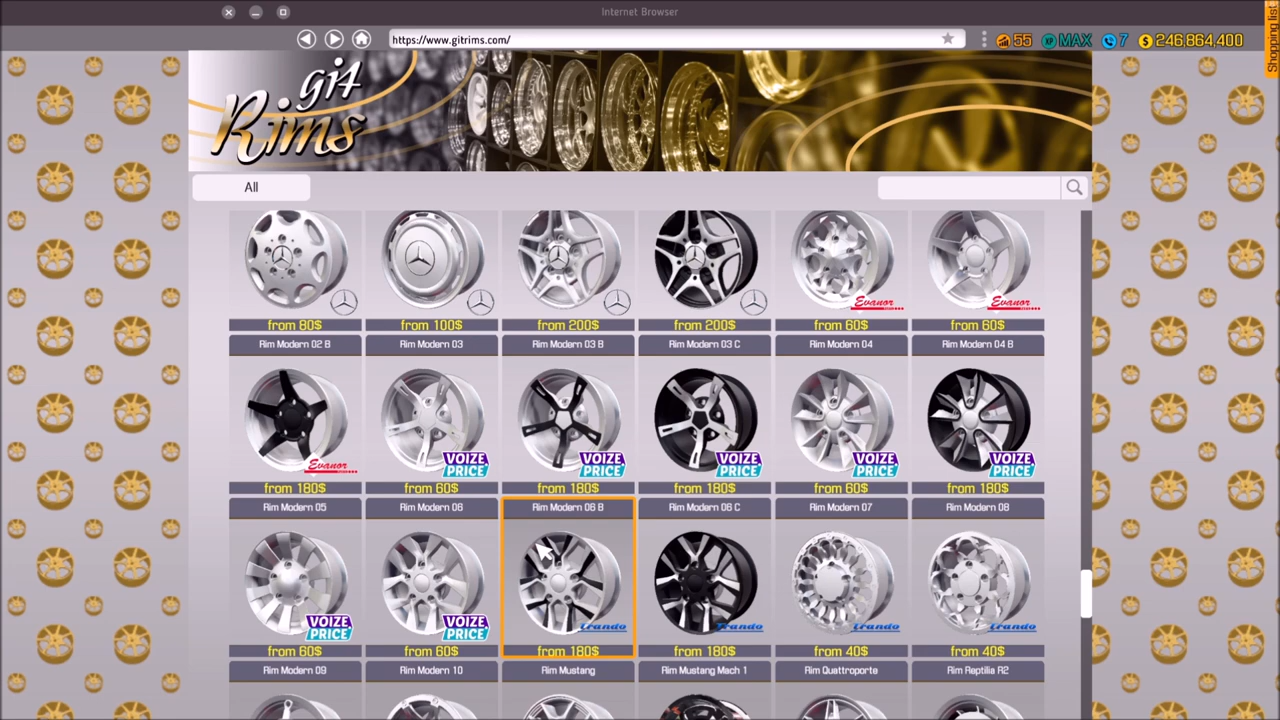 Internet Browser
https://www.gitrims.com/
55
XP MAX
7
$ 246,864,400
Shopping list
git
Rims
All
Evanor
Evanor
from 80$
from 100$
from 200$
from 200$
from 60$
from 60$
Rim Modern 02 B
Rim Modern 03
Rim Modern 03 B
Rim Modern 03 C
Rim Modern 04
Rim Modern 04 B
Evanor
VOIZE PRICE
VOIZE PRICE
VOIZE PRICE
VOIZE PRICE
VOIZE PRICE
from 180$
from 60$
from 180$
from 180$
from 60$
from 180$
Rim Modern 05
Rim Modern 06
Rim Modern 06 B
Rim Modern 06 C
Rim Modern 07
Rim Modern 08
VOIZE PRICE
VOIZE PRICE
Trando
Trando
Trando
Trando
from 60$
from 60$
from 180$
from 180$
from 40$
from 40$
Rim Modern 09
Rim Modern 10
Rim Mustang
Rim Mustang Mach 1
Rim Quattroporte
Rim Reptilia R2